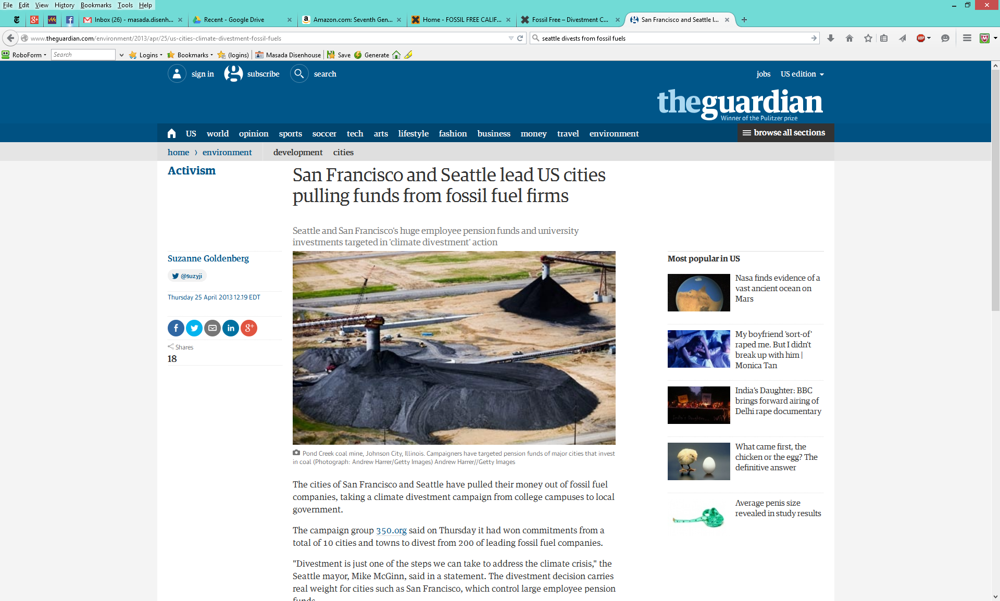 File Edit View History Bookmarks Tools Help
Inbox (26) - masada.disenh...
Recent - Google Drive
Amazon.com: Seventh Gen...
Home - FOSSIL FREE CALIF...
Fossil Free – Divestment C...
San Francisco and Seattle l...
www.theguardian.com/environment/2013/apr/25/us-cities-climate-divestment-fossil-fuels
seattle divests from fossil fuels
ABP
RoboForm Search Logins Bookmarks (logins) Masada Disenhouse Save Generate
sign in subscribe search
jobs US edition
theguardian
Winner of the Pulitzer prize
US world opinion sports soccer tech arts lifestyle fashion business money travel environment
browse all sections
home › environment development cities
Activism
San Francisco and Seattle lead US cities
pulling funds from fossil fuel firms
Seattle and San Francisco's huge employee pension funds and university
investments targeted in 'climate divestment' action
Suzanne Goldenberg
@suzyji
Thursday 25 April 2013 12.19 EDT
Shares
18
Pond Creek coal mine, Johnson City, Illinois. Campaigners have targeted pension funds of major cities that invest
in coal (Photograph: Andrew Harrer/Getty Images) Andrew Harrer//Getty Images
The cities of San Francisco and Seattle have pulled their money out of fossil fuel
companies, taking a climate divestment campaign from college campuses to local
government.
The campaign group 350.org said on Thursday it had won commitments from a
total of 10 cities and towns to divest from 200 of leading fossil fuel companies.
"Divestment is just one of the steps we can take to address the climate crisis," the
Seattle mayor, Mike McGinn, said in a statement. The divestment decision carries
real weight for cities such as San Francisco, which control large employee pension
funds.
Most popular in US
Nasa finds evidence of a
vast ancient ocean on
Mars
My boyfriend 'sort-of'
raped me. But I didn't
break up with him |
Monica Tan
India's Daughter: BBC
brings forward airing of
Delhi rape documentary
What came first, the
chicken or the egg? The
definitive answer
Average penis size
revealed in study results